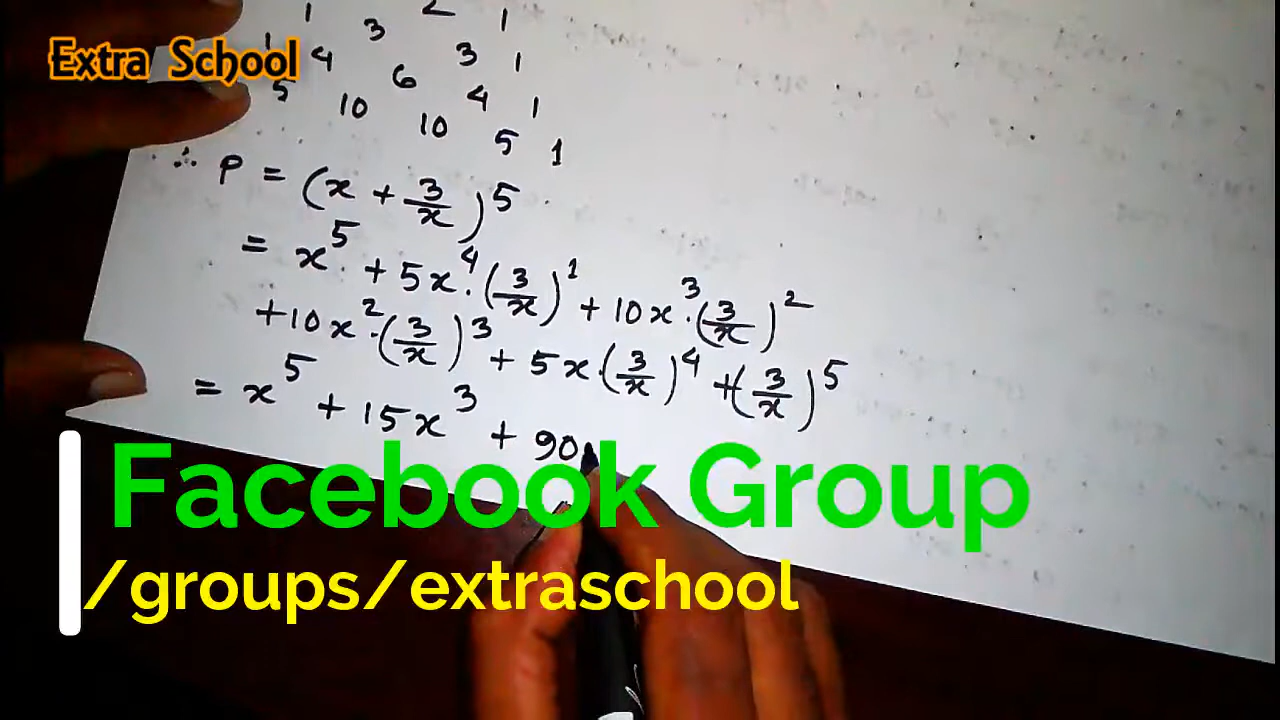 1 2 1
Extra School
1 3 3 1
4 6 4 1
5 10 10 5 1
∴ P = (x + 3/x)^5
= x^5 + 5x^4·(3/x)^1 + 10x^3·(3/x)^2
+10x^2·(3/x)^3 + 5x·(3/x)^4 + (3/x)^5
= x^5 + 15x^3 + 90
Facebook Group
/groups/extraschool